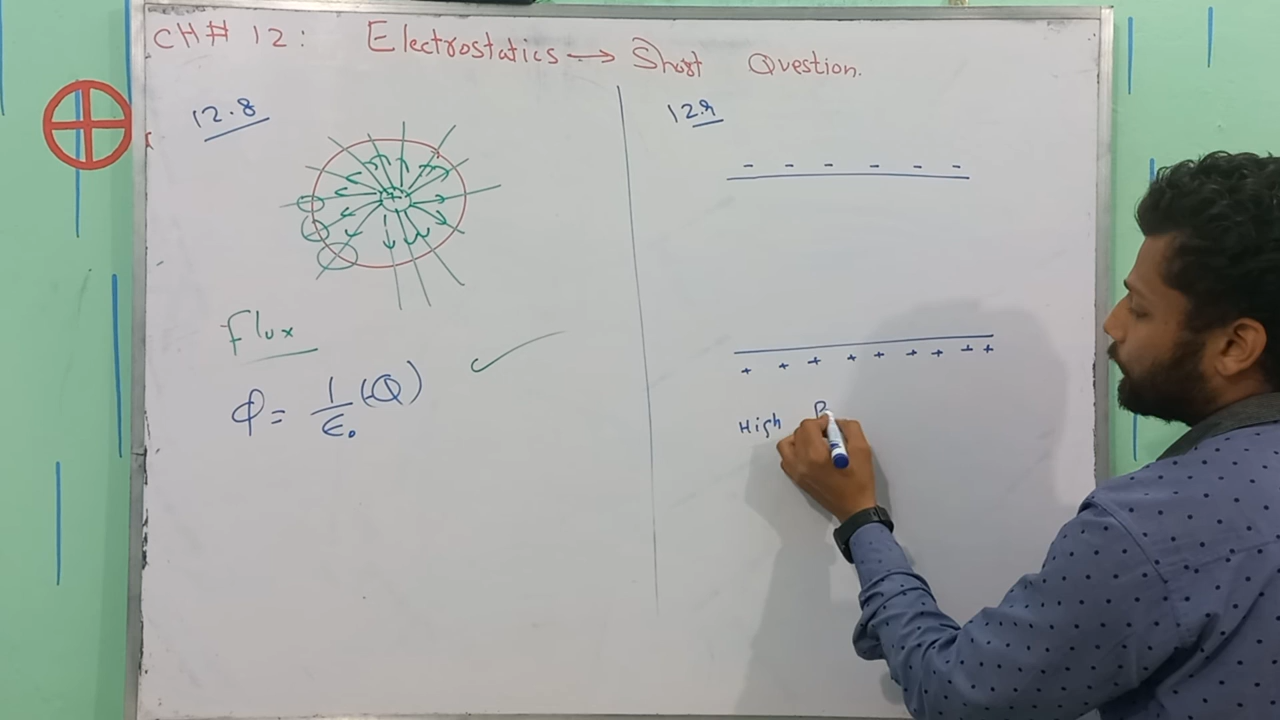 CH# 12: Electrostatics → Short Question.
12.8
Flux
φ = 1/ε₀ (Q)
12.9
- - - - - -
+ + + + + + + + +
High P